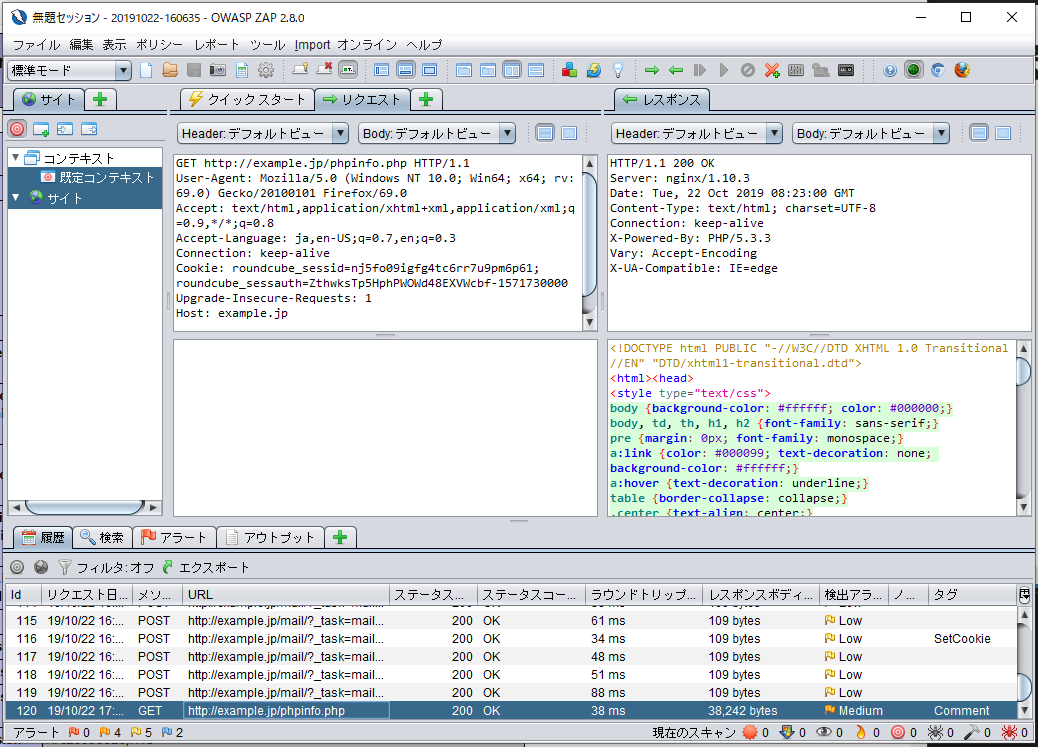 無題セッション - 20191022-160635 - OWASP ZAP 2.8.0
ファイル 編集 表示 ポリシー レポート ツール Import オンライン ヘルプ
標準モード
サイト
クイックスタート
リクエスト
レスポンス
Header: デフォルトビュー
Body: デフォルトビュー
Header: デフォルトビュー
Body: デフォルトビュー
コンテキスト
既定コンテキスト
サイト
GET http://example.jp/phpinfo.php HTTP/1.1
User-Agent: Mozilla/5.0 (Windows NT 10.0; Win64; x64; rv:
69.0) Gecko/20100101 Firefox/69.0
Accept: text/html,application/xhtml+xml,application/xml;q
=0.9,*/*;q=0.8
Accept-Language: ja,en-US;q=0.7,en;q=0.3
Connection: keep-alive
Cookie: roundcube_sessid=nj5fo09igfg4tc6rr7u9pm6p61;
roundcube_sessauth=ZthwksTp5HphPWOWd48EXVWcbf-1571730000
Upgrade-Insecure-Requests: 1
Host: example.jp
HTTP/1.1 200 OK
Server: nginx/1.10.3
Date: Tue, 22 Oct 2019 08:23:00 GMT
Content-Type: text/html; charset=UTF-8
Connection: keep-alive
X-Powered-By: PHP/5.3.3
Vary: Accept-Encoding
X-UA-Compatible: IE=edge
<!DOCTYPE html PUBLIC "-//W3C//DTD XHTML 1.0 Transitional
//EN" "DTD/xhtml1-transitional.dtd">
<html><head>
<style type="text/css">
body {background-color: #ffffff; color: #000000;}
body, td, th, h1, h2 {font-family: sans-serif;}
pre {margin: 0px; font-family: monospace;}
a:link {color: #000099; text-decoration: none;
background-color: #ffffff;}
a:hover {text-decoration: underline;}
table {border-collapse: collapse;}
.center {text-align: center;}
履歴 検索 アラート アウトプット
フィルタ:オフ エクスポート
Id リクエスト日... メソ... URL ステータス... ステータスコー... ラウンドトリップ... レスポンスボディ... 検出アラ... ノ... タグ
115 19/10/22 16:... POST http://example.jp/mail/?_task=mail... 200 OK 61 ms 109 bytes Low
116 19/10/22 16:... POST http://example.jp/mail/?_task=mail... 200 OK 34 ms 109 bytes Low SetCookie
117 19/10/22 16:... POST http://example.jp/mail/?_task=mail... 200 OK 48 ms 109 bytes Low
118 19/10/22 16:... POST http://example.jp/mail/?_task=mail... 200 OK 51 ms 109 bytes Low
119 19/10/22 16:... POST http://example.jp/mail/?_task=mail... 200 OK 88 ms 109 bytes Low
120 19/10/22 17:... GET http://example.jp/phpinfo.php 200 OK 38 ms 38,242 bytes Medium Comment
アラート 0 4 5 2 現在のスキャン 0 0 0 0 0 0 0 0